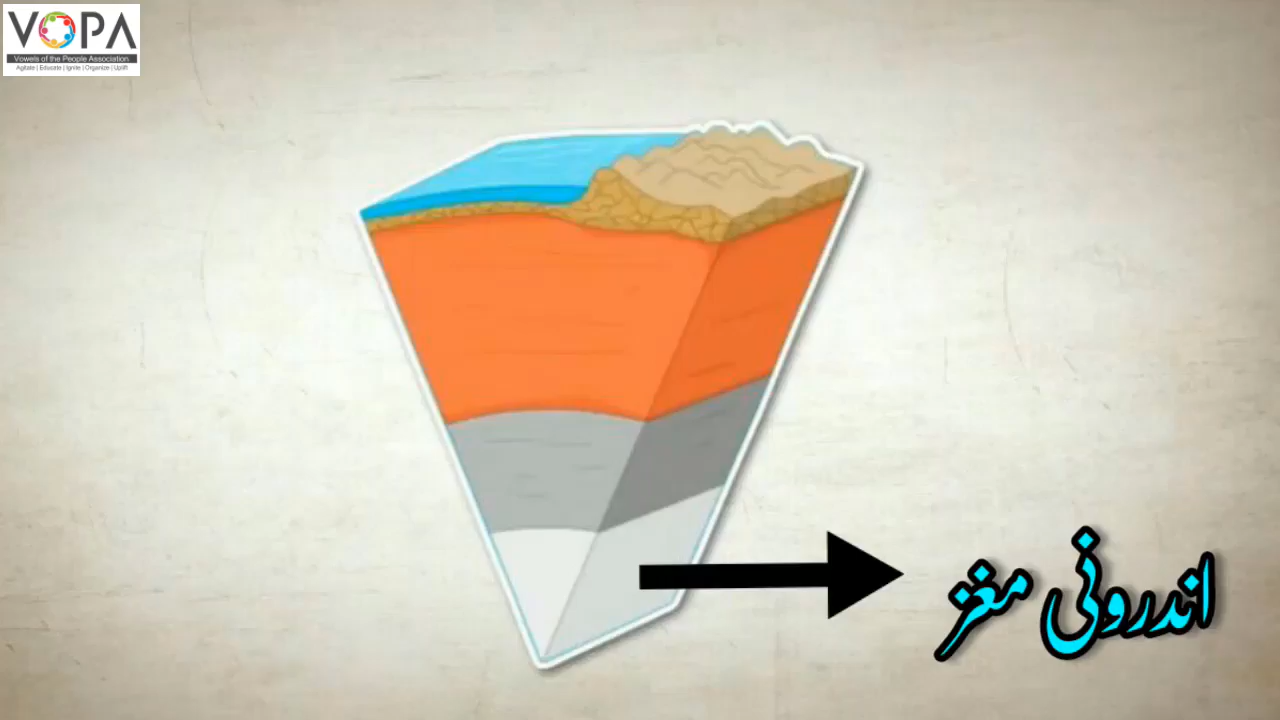 VOPA
Vowels of the People Association
Agitate | Educate | Ignite | Organize | Uplift
اندرونی مغز